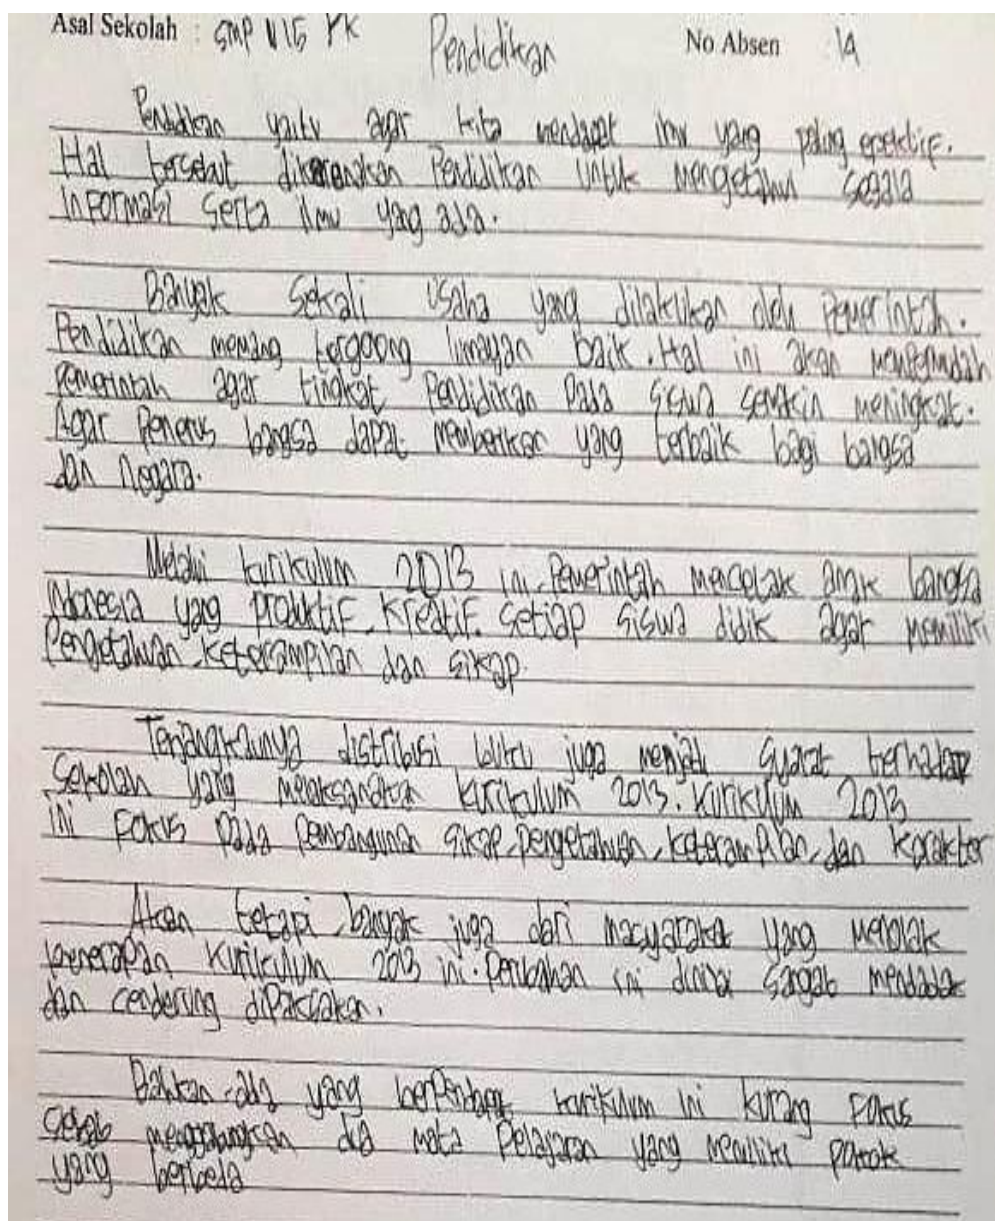 Asal Sekolah : SMP N 15 YK
Pendidikan
No Absen : 14
Pendidikan yaitu agar kita mendapat ilmu yang paling epektif.
Hal tersebut dikarenakan Pendidikan untuk mengetahui segala
informasi serta ilmu yang ada.
Banyak sekali usaha yang dilakukan oleh Pemerintah.
Pendidikan memang tergoong lumayan baik. Hal ini akan mempermudah
pemerintah agar tingkat Pendidikan Pada siswa semakin meningkat.
Agar Penerus bangsa dapat memberikan yang terbaik bagi bangsa
dan Negara.
Melalui kurikulum 2013 ini, Pemerintah mencetak anak bangsa
Indonesia yang produktif, kreatif. Setiap siswa didik agar memiliki
Pengetahuan, keterampilan dan sikap.
distribusi buku juga menjadi syarat terhadap
Sekolah yang melaksanakan kurikulum 2013. Kurikulum 2013
ini Fokus pada Pembangunan sikap, pengetahuan, keterampilan, dan karakter
Akan tetapi, banyak juga dari masyarakat yang menolak
penerapan kurikulum 2013 ini. Perubahan ini dinilai sangat mendadak
dan cenderung dipaksakan.
Bahkan ada yang berpendapat kurikulum ini kurang fokus
sebab menggabungkan dua mata Pelajaran yang memiliki pokok
yang berbeda